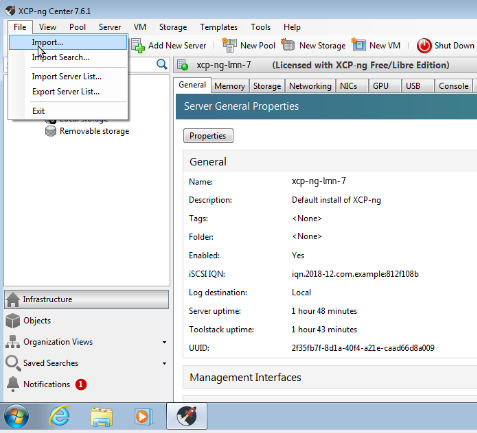 XCP-ng Center 7.6.1
File View Pool Server VM Storage Templates Tools Help
Add New Server New Pool New Storage New VM Shut Down
Import...
Import Search...
Import Server List...
Export Server List...
Exit
Removable storage
xcp-ng-lmn-7 (Licensed with XCP-ng Free/Libre Edition)
General Memory Storage Networking NICs GPU USB Console
Server General Properties
Properties
General
Name: xcp-ng-lmn-7
Description: Default install of XCP-ng
Tags: <None>
Folder: <None>
Enabled: Yes
iSCSI IQN: iqn.2018-12.com.example:812f108b
Log destination: Local
Server uptime: 1 hour 48 minutes
Toolstack uptime: 1 hour 43 minutes
UUID: 2f35fb7f-8d1a-40f4-a21e-caad66d8a009
Management Interfaces
Infrastructure
Objects
Organization Views
Saved Searches
Notifications 1